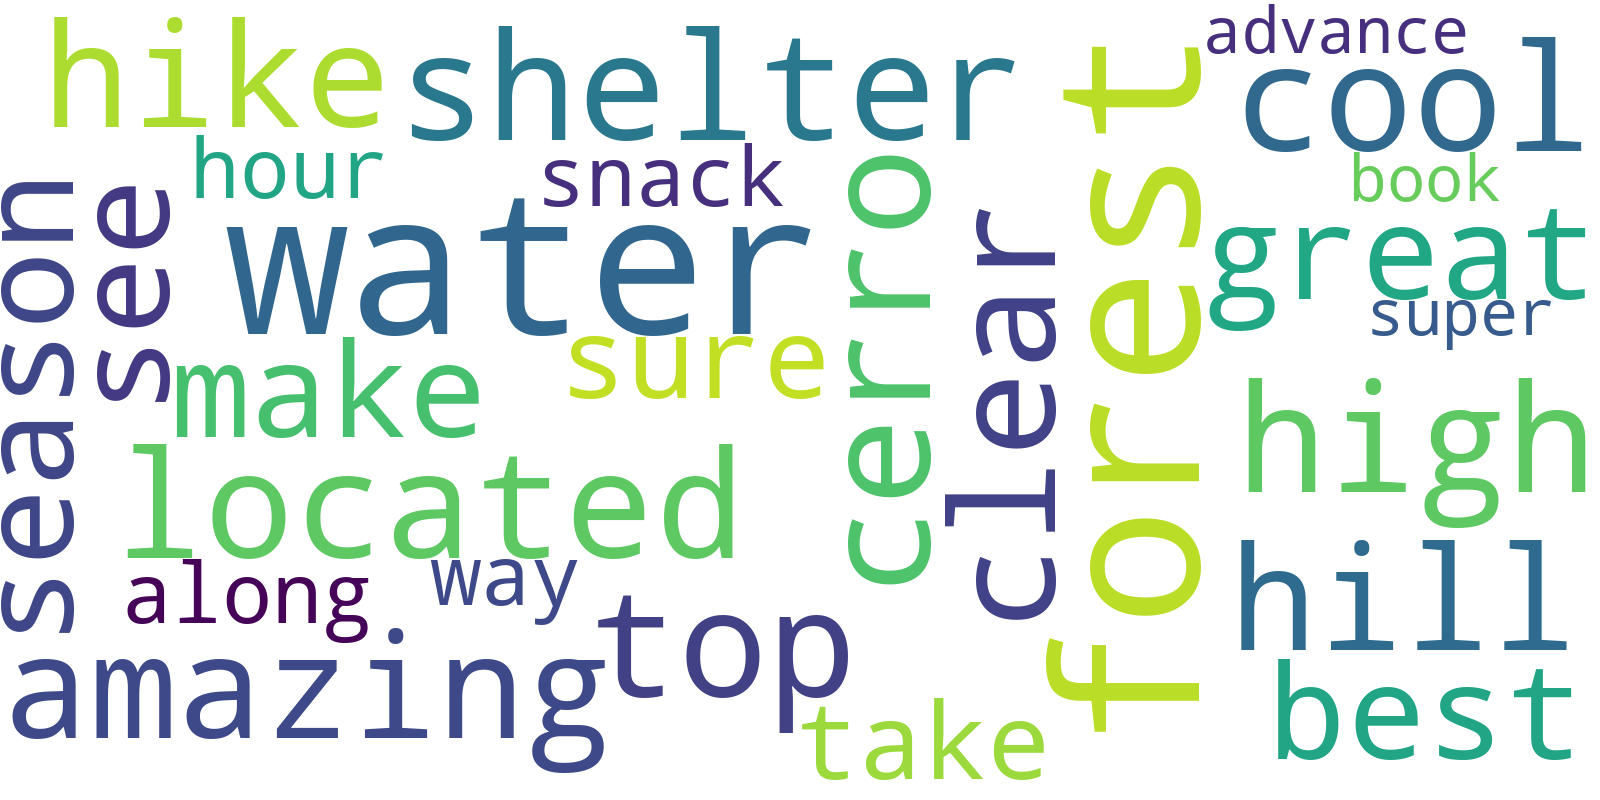 hike
shelter
advance
cool
hour
snack
book
season
see
water
cerro
clear
forest
great
super
make
sure
located
high
along
way
top
hill
amazing
take
best